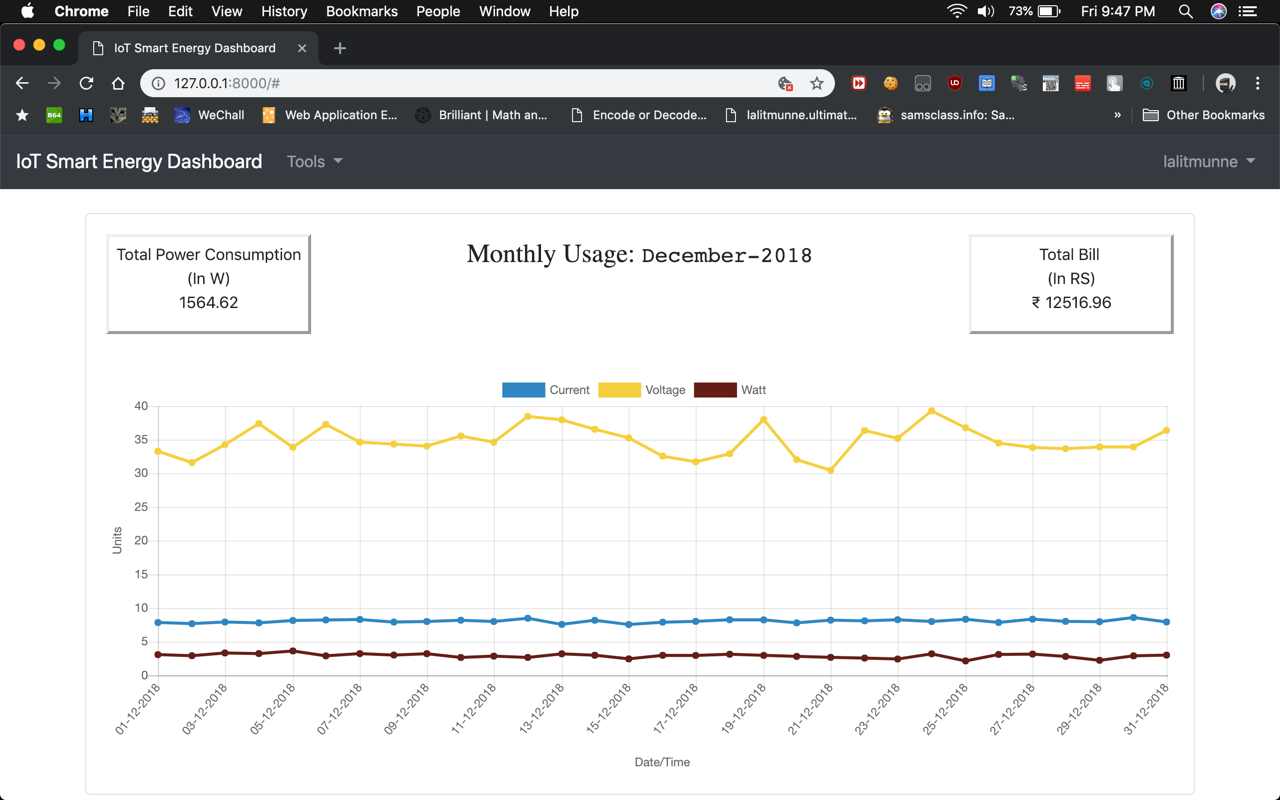 Chrome File Edit View History Bookmarks People Window Help 73% Fri 9:47 PM
IoT Smart Energy Dashboard
127.0.0.1:8000/#
B64 H WeChall Web Application E... Brilliant | Math an... Encode or Decode... lalitmunne.ultimat... samsclass.info: Sa... » Other Bookmarks
IoT Smart Energy Dashboard Tools lalitmunne
Total Power Consumption
(In W)
1564.62
Monthly Usage: December-2018
Total Bill
(In RS)
₹ 12516.96
Current Voltage Watt
40
35
30
25
20
15
10
5
0
Units
01-12-2018 03-12-2018 05-12-2018 07-12-2018 09-12-2018 11-12-2018 13-12-2018 15-12-2018 17-12-2018 19-12-2018 21-12-2018 23-12-2018 25-12-2018 27-12-2018 29-12-2018 31-12-2018
Date/Time